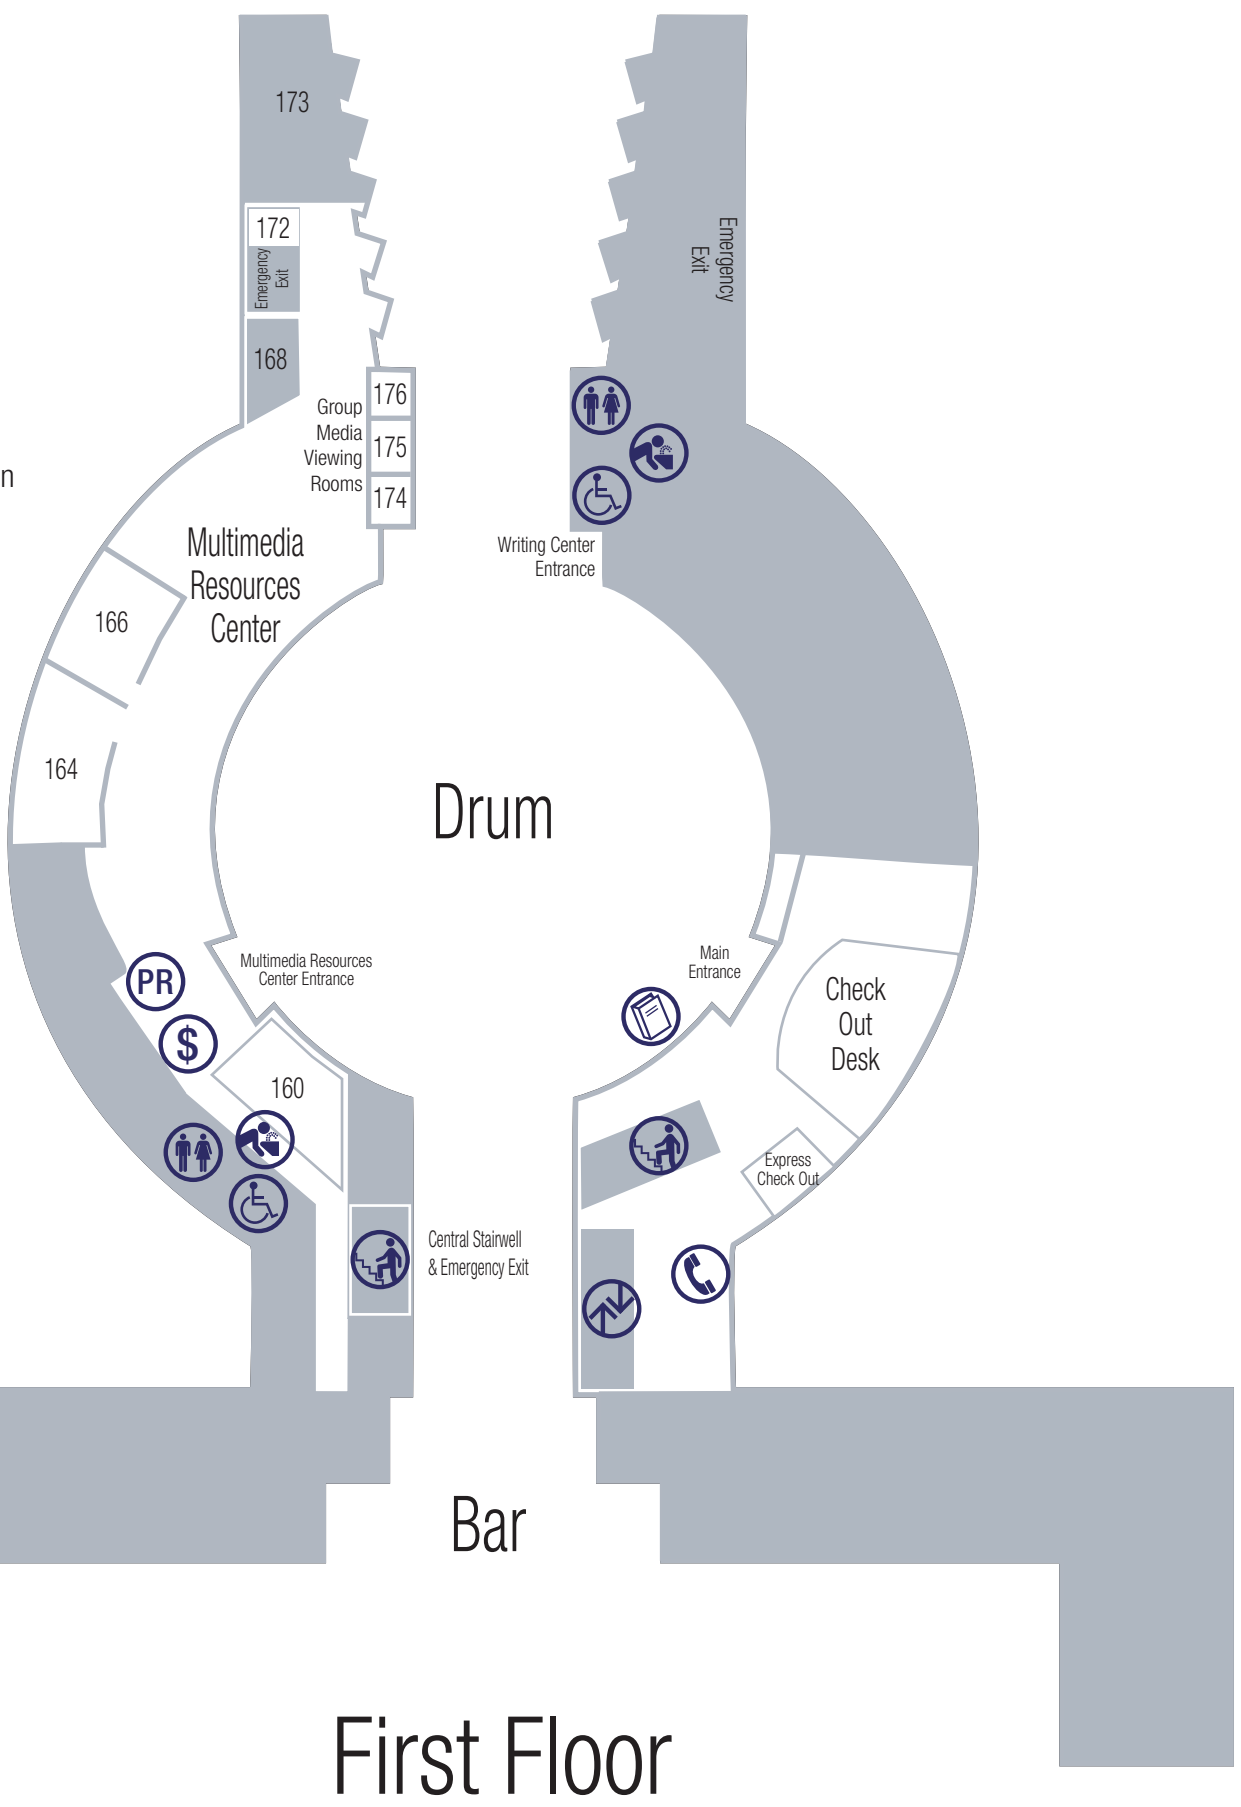 173
172
Emergency
Exit
Emergency
Exit
168
Group
Media
Viewing
Rooms
176
175
174
n
Writing Center
Entrance
Multimedia
Resources
Center
166
164
Drum
Multimedia Resources
Center Entrance
Main
Entrance
PR
$
Check
Out
Desk
160
Express
Check Out
Central Stairwell
& Emergency Exit
Bar
First Floor